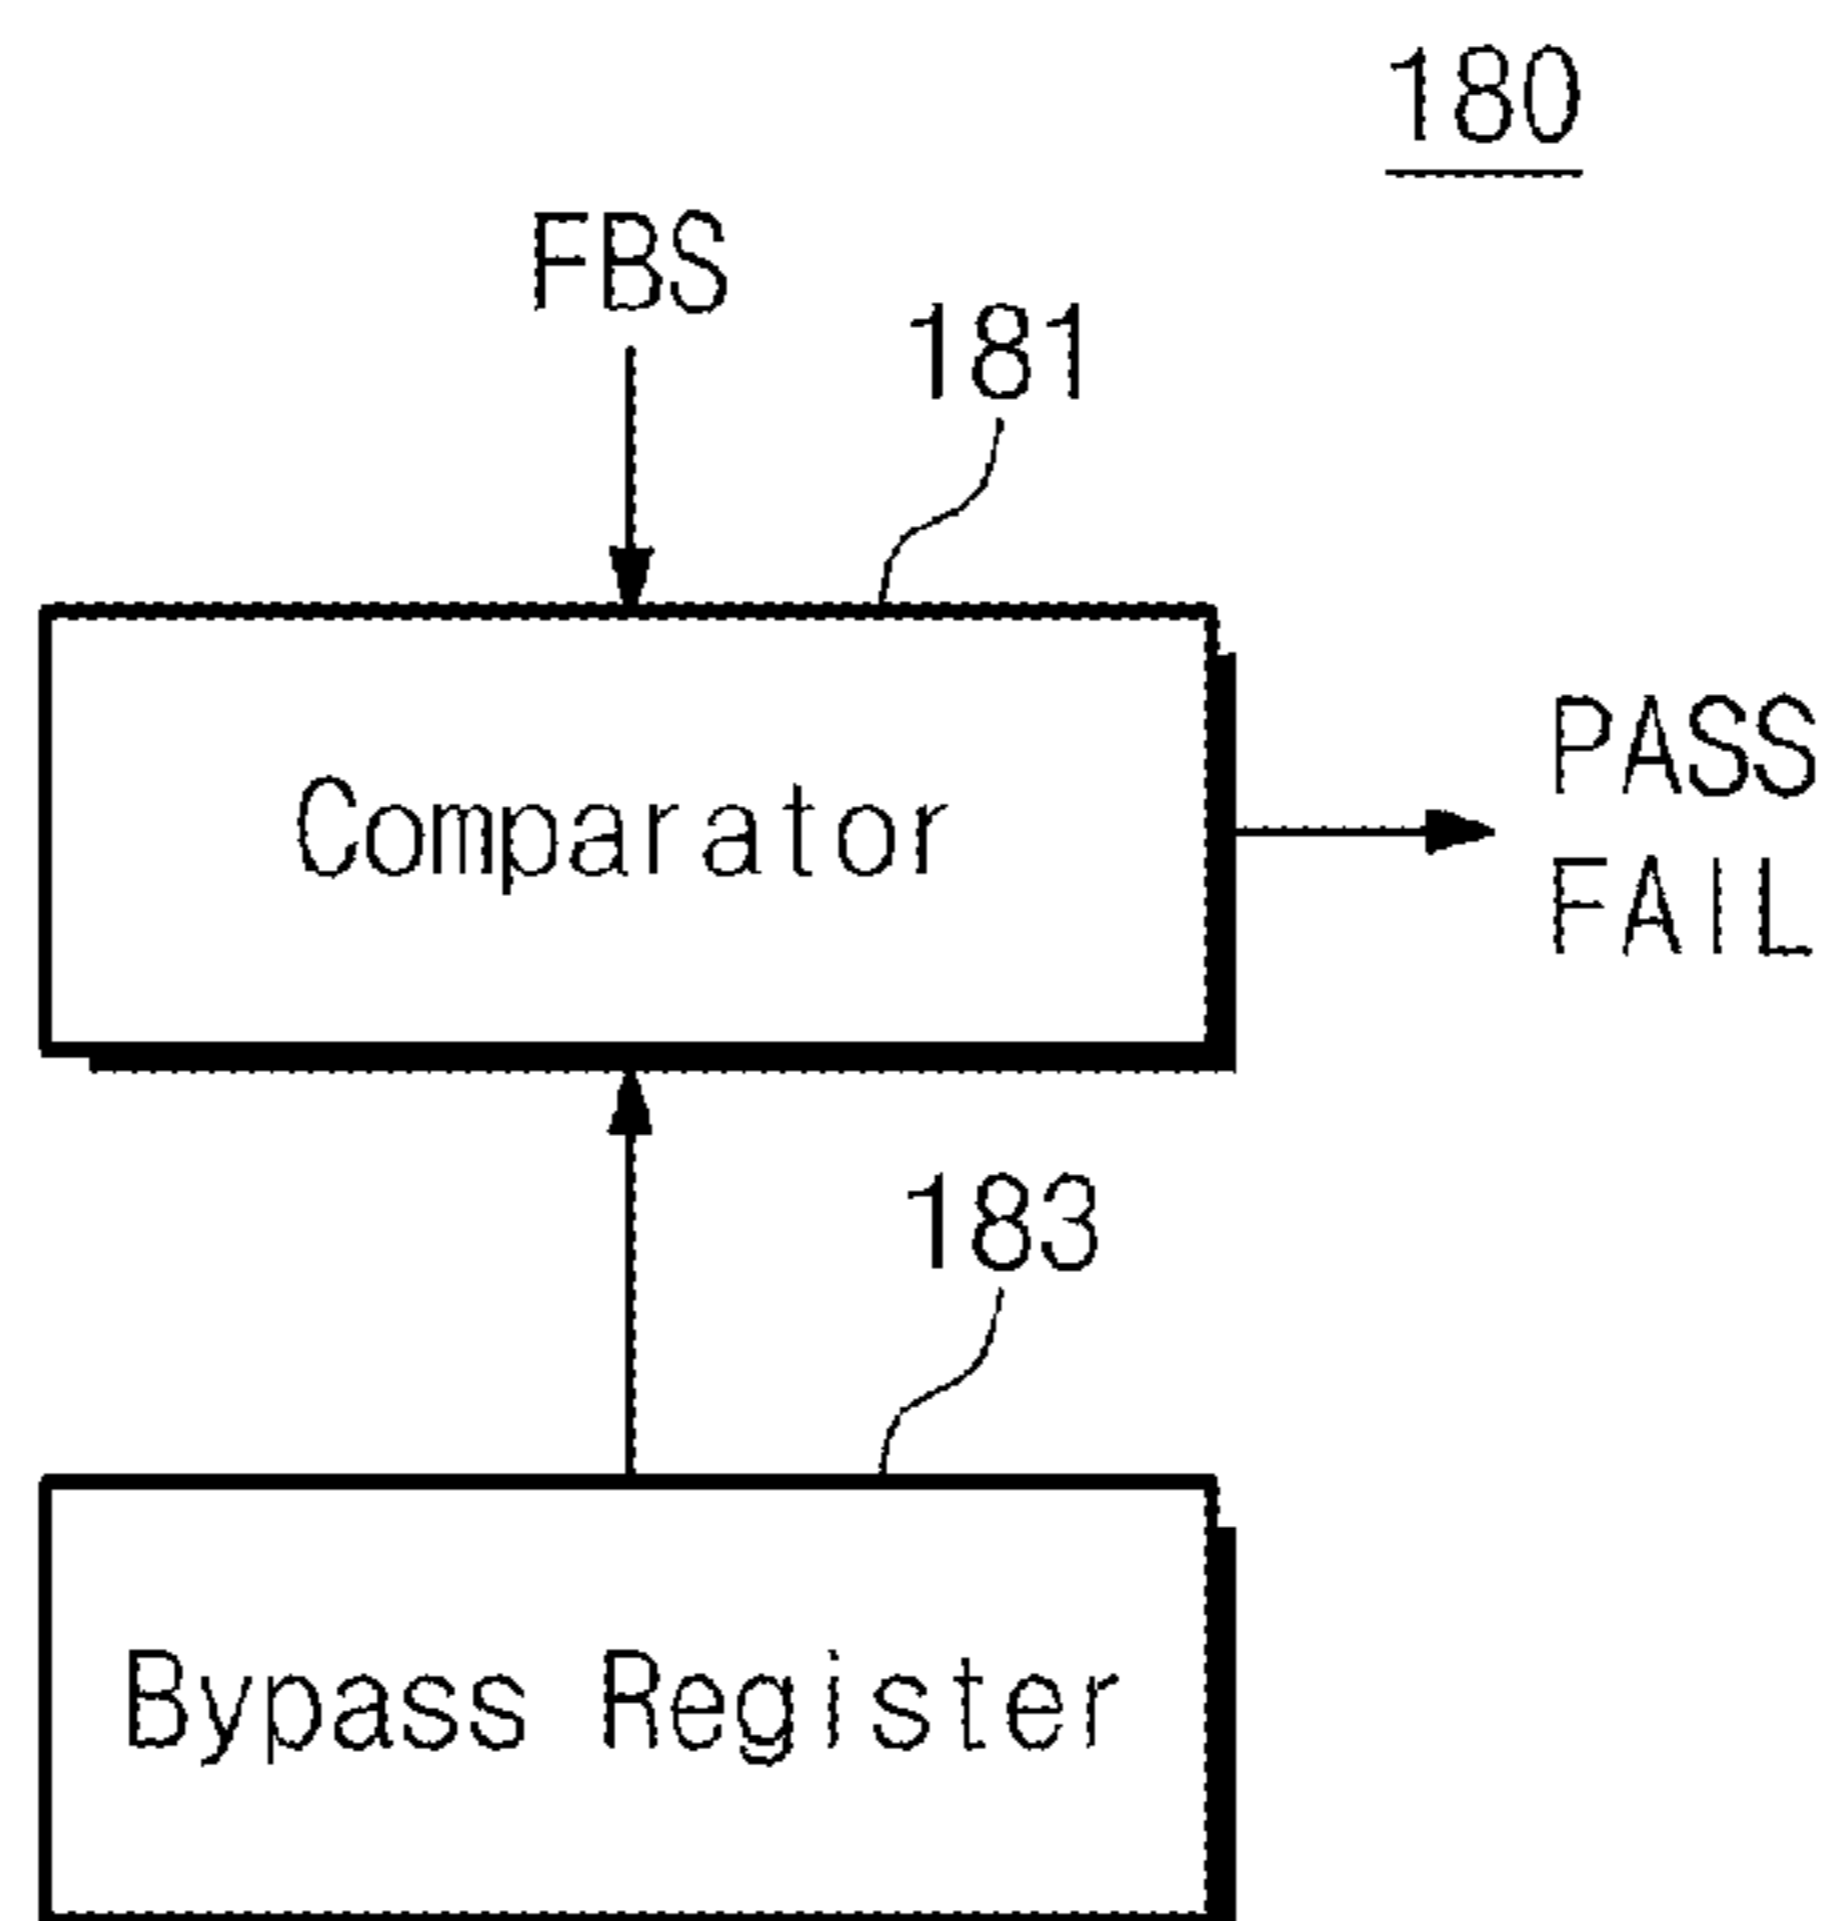 180
FBS
181
Comparator
PASS
FAIL
183
Bypass Register